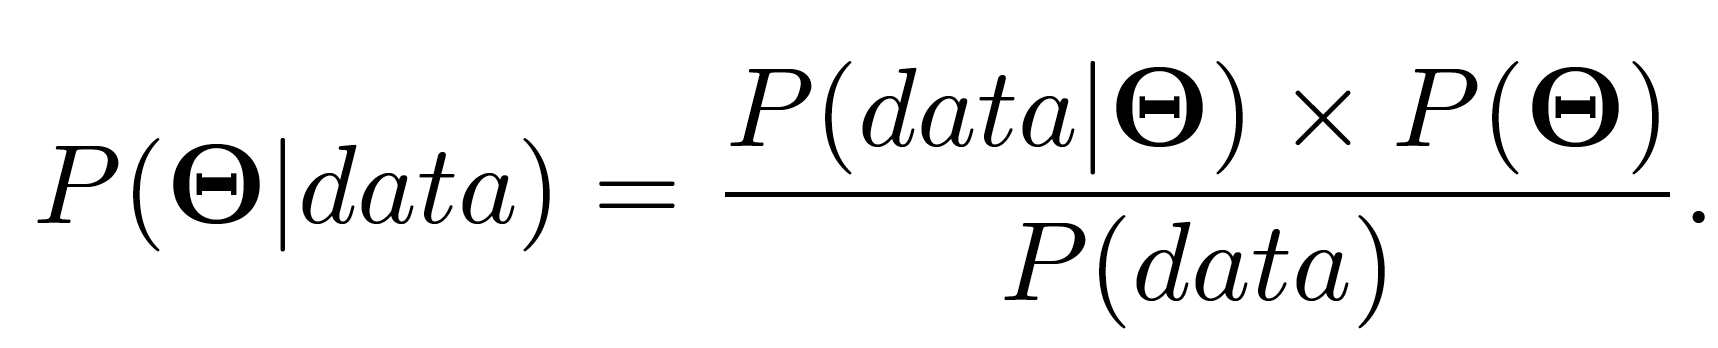 P(Θ|data) = P(data|Θ) × P(Θ) / P(data) .